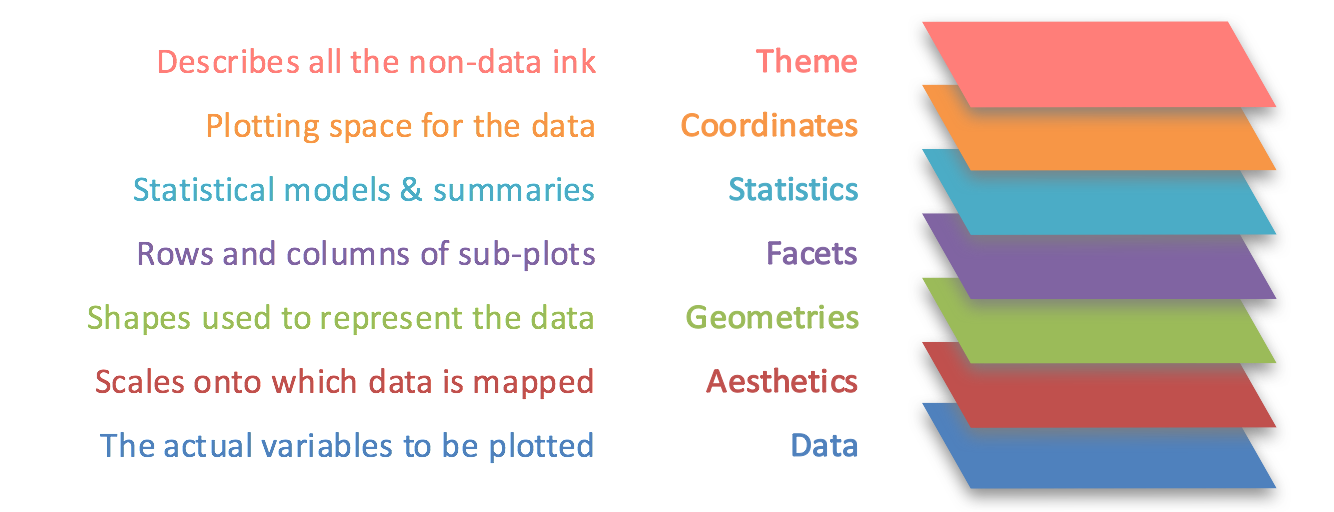 Describes all the non-data ink Theme
Plotting space for the data Coordinates
Statistical models & summaries Statistics
Rows and columns of sub-plots Facets
Shapes used to represent the data Geometries
Scales onto which data is mapped Aesthetics
The actual variables to be plotted Data